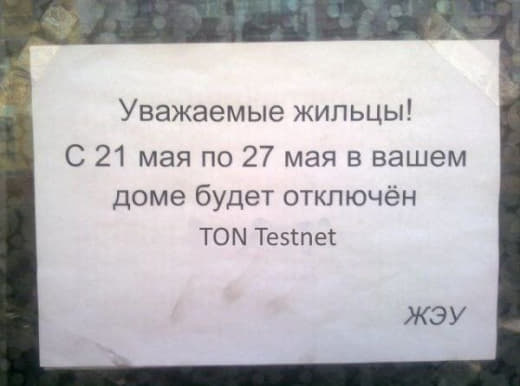 Уважаемые жильцы!
С 21 мая по 27 мая в вашем
доме будет отключён
TON Testnet
ЖЭУ